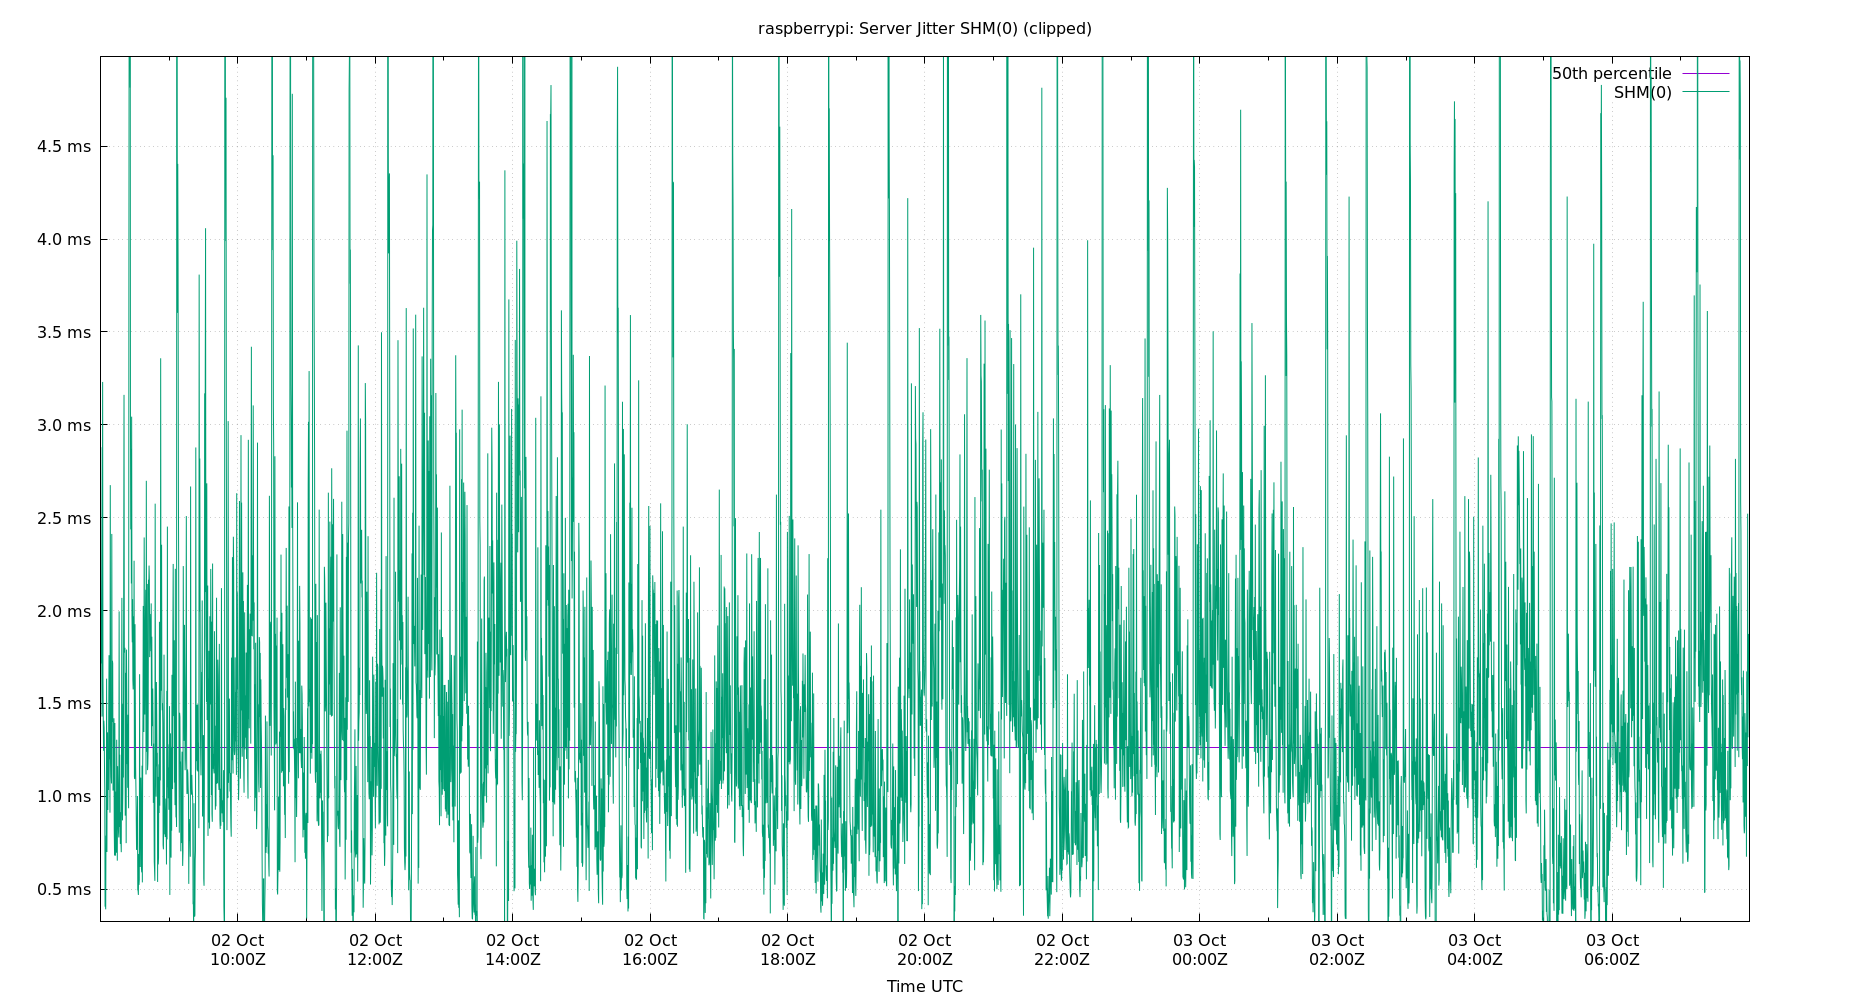 raspberrypi: Server Jitter SHM(0) (clipped)
50th percentile
SHM(0)
4.5 ms
4.0 ms
3.5 ms
3.0 ms
2.5 ms
2.0 ms
1.5 ms
1.0 ms
0.5 ms
02 Oct 02 Oct 02 Oct 02 Oct 02 Oct 02 Oct 02 Oct 03 Oct 03 Oct 03 Oct 03 Oct
10:00Z 12:00Z 14:00Z 16:00Z 18:00Z 20:00Z 22:00Z 00:00Z 02:00Z 04:00Z 06:00Z
Time UTC